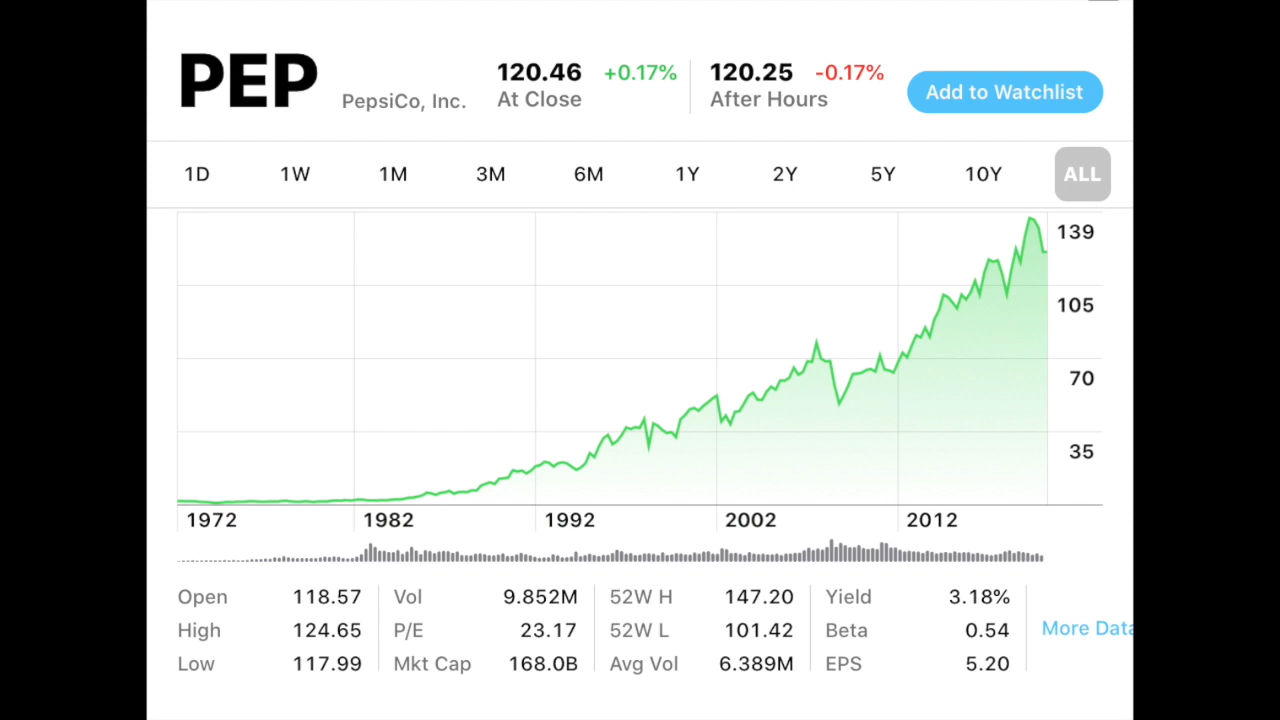 PEP PepsiCo, Inc. 120.46 +0.17% At Close 120.25 -0.17% After Hours Add to Watchlist
1D 1W 1M 3M 6M 1Y 2Y 5Y 10Y ALL
139
105
70
35
1972 1982 1992 2002 2012
Open 118.57 Vol 9.852M 52W H 147.20 Yield 3.18%
High 124.65 P/E 23.17 52W L 101.42 Beta 0.54 More Data
Low 117.99 Mkt Cap 168.0B Avg Vol 6.389M EPS 5.20